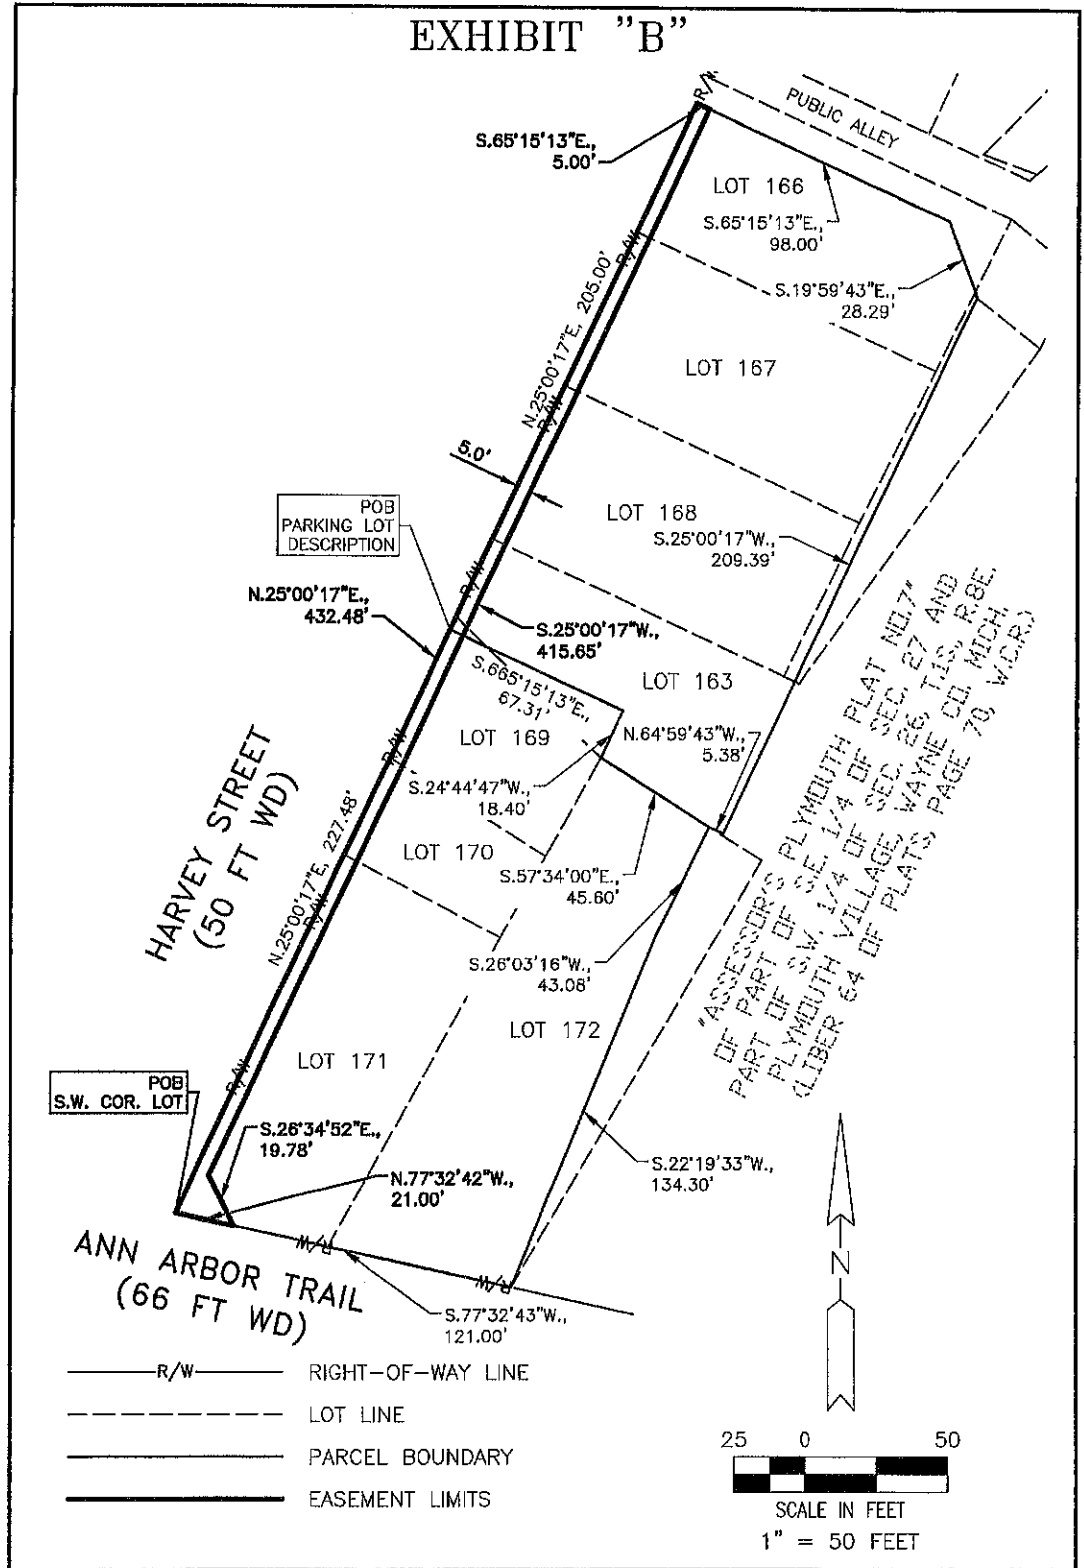 EXHIBIT "B"
R/W
PUBLIC ALLEY
S.65°15'13"E.,
5.00'
LOT 166
S.65°15'13"E.,
98.00'
R/W
S.19°59'43"E.,
28.29'
N.25°00'17"E, 205.00'
LOT 167
R/W
5.0'
POB
PARKING LOT
DESCRIPTION
LOT 168
S.25°00'17"W.,
209.39'
R/W
N.25°00'17"E.,
432.48'
S.25°00'17"W.,
415.65'
S.665°15'13"E.,
67.31'
LOT 163
LOT 169
N.64°59'43"W.,
5.38'
R/W
S.24°44'47"W.,
18.40'
HARVEY STREET
(50 FT WD)
N.25°00'17"E, 227.48'
R/W
LOT 170
S.57°34'00"E.,
45.60'
"ASSESSOR'S PLYMOUTH PLAT NO.7"
OF PART OF S.E. 1/4 OF SEC. 27 AND
PART OF S.W. 1/4 OF SEC. 26, T.1S., R.8E.
PLYMOUTH VILLAGE, WAYNE CO. MICH.
(LIBER 64 OF PLATS, PAGE 70, W.C.R.)
S.26°03'16"W.,
43.08'
LOT 172
LOT 171
R/W
POB
S.W. COR. LOT
S.26°34'52"E.,
19.78'
S.22°19'33"W.,
134.30'
N.77°32'42"W.,
21.00'
R/W
R/W
ANN ARBOR TRAIL
(66 FT WD)
S.77°32'43"W.,
121.00'
N
R/W RIGHT-OF-WAY LINE
LOT LINE
PARCEL BOUNDARY
EASEMENT LIMITS
25 0 50
SCALE IN FEET
1" = 50 FEET